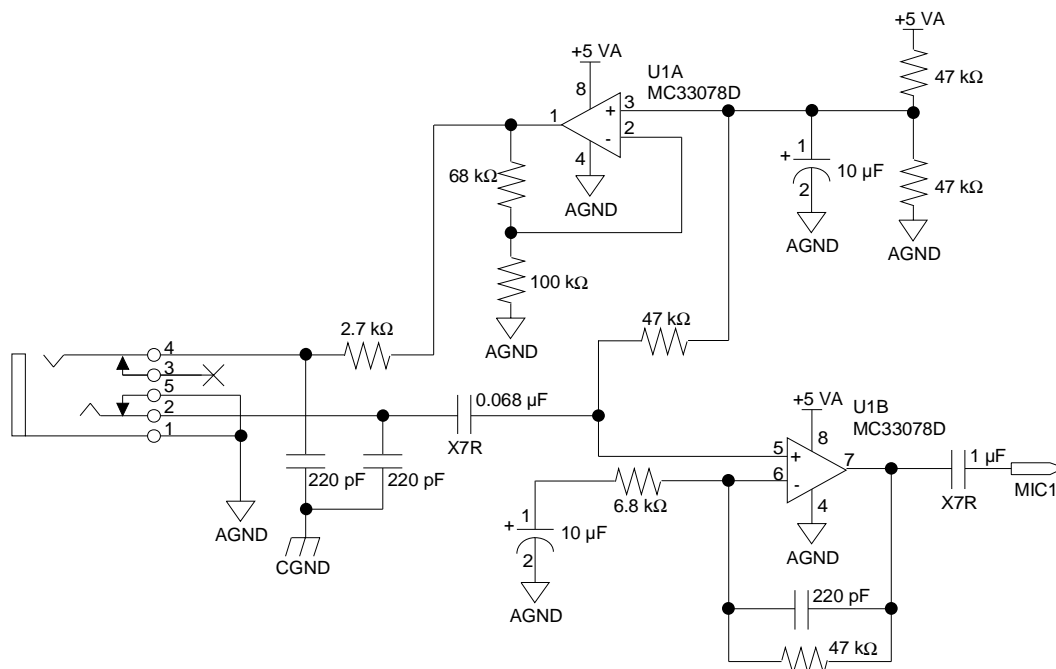 +5 VA
+5 VA
U1A
MC33078D
47 kΩ
8
3
+
1
2
-
4
68 kΩ
AGND
1
+
10 µF
2
47 kΩ
AGND
AGND
100 kΩ
AGND
2.7 kΩ
47 kΩ
4
3
5
2
1
0.068 µF
X7R
+5 VA
U1B
MC33078D
8
5
+
7
6
-
4
1 µF
X7R
MIC1
220 pF
220 pF
6.8 kΩ
1
+
10 µF
2
AGND
AGND
CGND
AGND
220 pF
47 kΩ